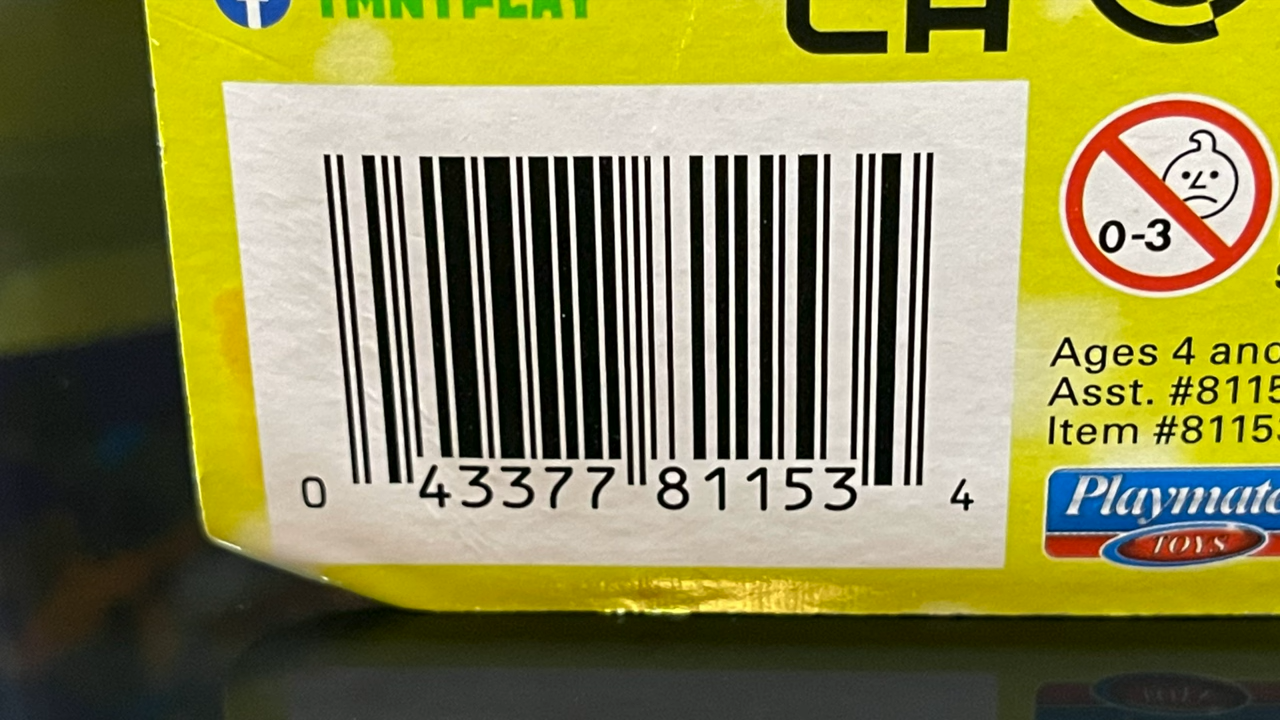 TMNTPLAY
0-3
0 43377 81153 4
Ages 4 and
Asst. #8115
Item #8115
Playmate
TOYS